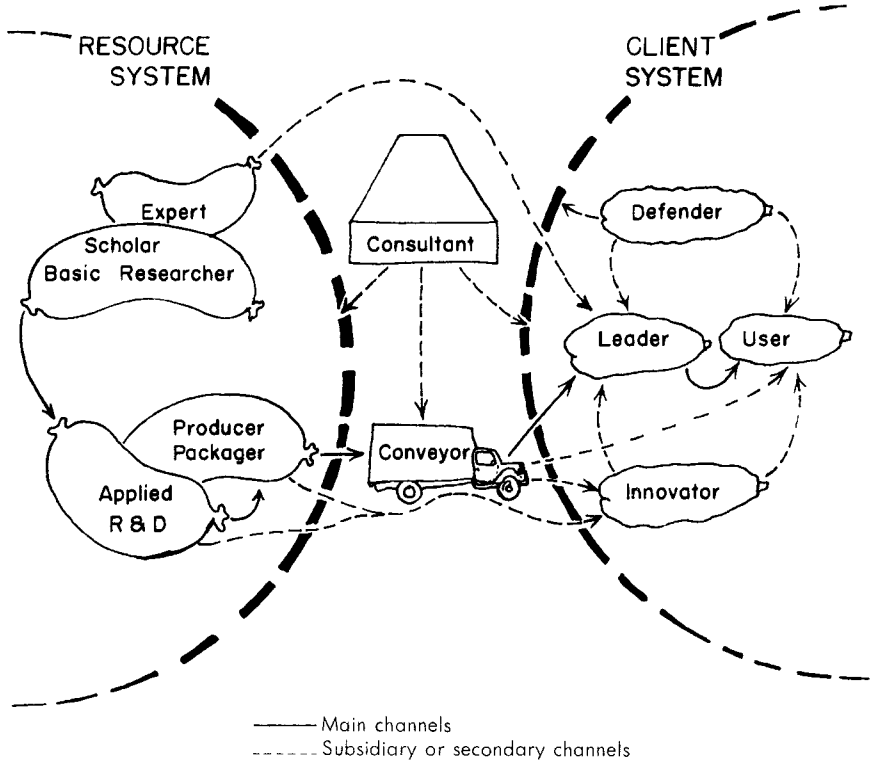 RESOURCE
SYSTEM
CLIENT
SYSTEM
Expert
Scholar
Basic Researcher
Consultant
Defender
Leader
User
Producer
Packager
Applied
R & D
Conveyor
Innovator
Main channels
Subsidiary or secondary channels